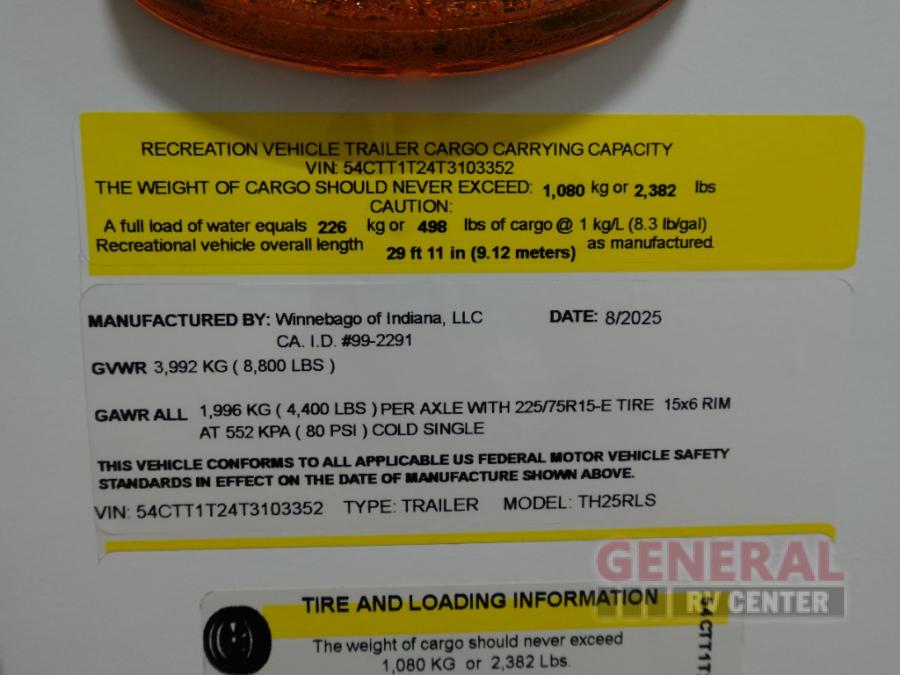 RECREATION VEHICLE TRAILER CARGO CARRYING CAPACITY
VIN: 54CTT1T24T3103352
THE WEIGHT OF CARGO SHOULD NEVER EXCEED: 1,080 kg or 2,382 lbs
CAUTION:
A full load of water equals 226 kg or 498 lbs of cargo @ 1 kg/L (8.3 lb/gal)
Recreational vehicle overall length 29 ft 11 in (9.12 meters) as manufactured.
MANUFACTURED BY: Winnebago of Indiana, LLC DATE: 8/2025
CA. I.D. #99-2291
GVWR 3,992 KG ( 8,800 LBS )
GAWR ALL 1,996 KG ( 4,400 LBS ) PER AXLE WITH 225/75R15-E TIRE 15x6 RIM
AT 552 KPA ( 80 PSI ) COLD SINGLE
THIS VEHICLE CONFORMS TO ALL APPLICABLE US FEDERAL MOTOR VEHICLE SAFETY
STANDARDS IN EFFECT ON THE DATE OF MANUFACTURE SHOWN ABOVE.
VIN: 54CTT1T24T3103352 TYPE: TRAILER MODEL: TH25RLS
GENERAL
RV CENTER
TIRE AND LOADING INFORMATION
The weight of cargo should never exceed
1,080 KG or 2,382 Lbs.
54CTT1T